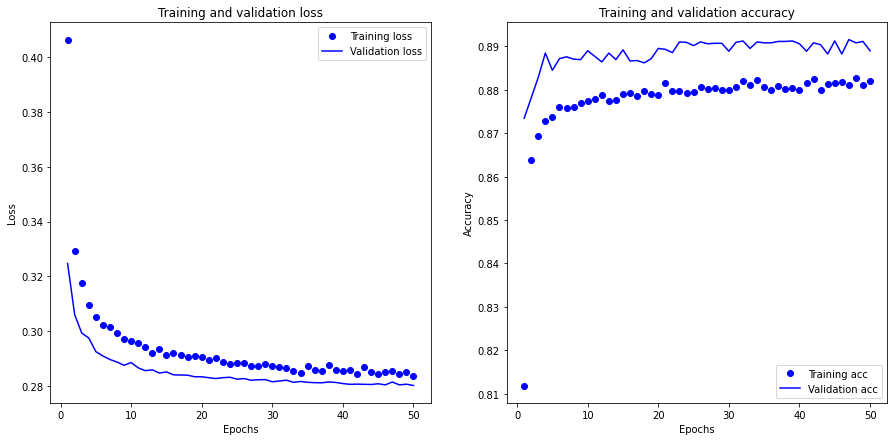 Training and validation loss
0.40
0.38
0.36
0.34
0.32
0.30
0.28
Loss
Training loss
Validation loss
0 10 20 30 40 50
Epochs
Training and validation accuracy
0.89
0.88
0.87
0.86
0.85
0.84
0.83
0.82
0.81
Accuracy
Training acc
Validation acc
0 10 20 30 40 50
Epochs